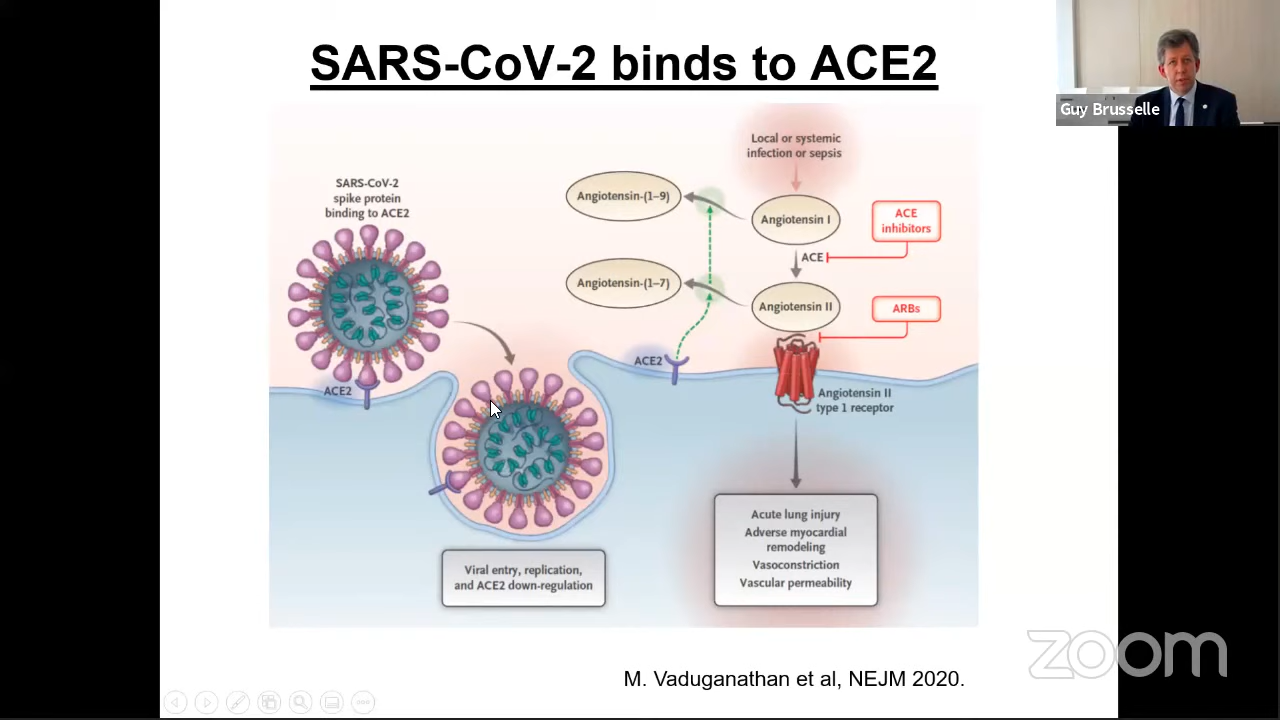 SARS-CoV-2 binds to ACE2
Guy Brusselle
Local or systemic
infection or sepsis
SARS-CoV-2
spike protein
binding to ACE2
Angiotensin-(1–9)
Angiotensin I
ACE
inhibitors
ACE
Angiotensin-(1–7)
Angiotensin II
ARBs
ACE2
ACE2
Angiotensin II
type 1 receptor
Viral entry, replication,
and ACE2 down-regulation
Acute lung injury
Adverse myocardial
remodeling
Vasoconstriction
Vascular permeability
zoom
M. Vaduganathan et al, NEJM 2020.